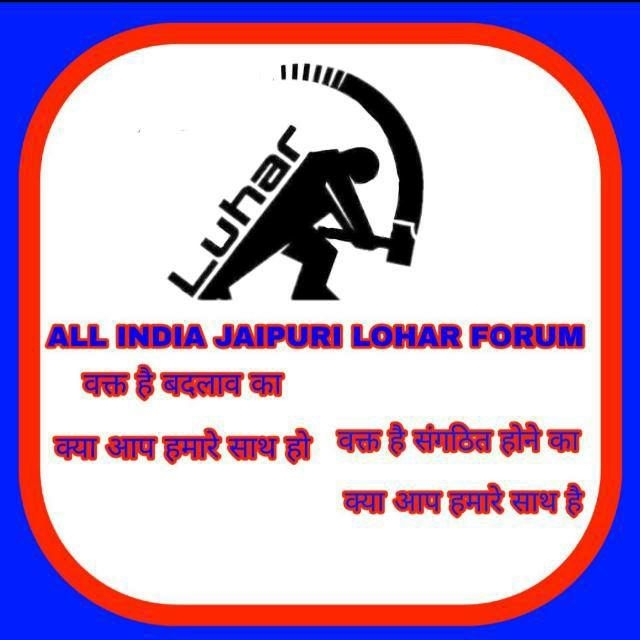 Luhar
ALL INDIA JAIPURI LOHAR FORUM
वक्त है बदलाव का
क्या आप हमारे साथ हो
वक्त है संगठित होने का
क्या आप हमारे साथ है